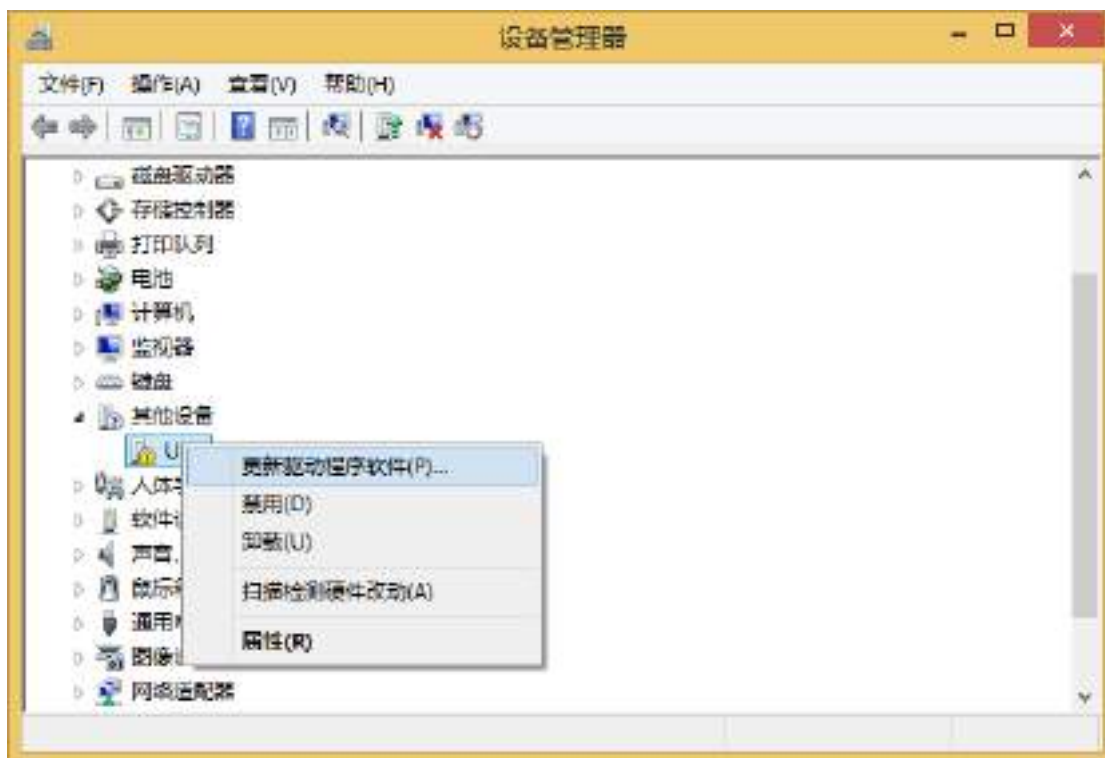 设备管理器
文件(F) 操作(A) 查看(V) 帮助(H)
磁盘驱动器
存储控制器
打印队列
电池
计算机
监视器
键盘
其他设备
U
更新驱动程序软件(P)...
禁用(D)
卸载(U)
扫描检测硬件改动(A)
属性(R)
人体
软件
声音
鼠标
通用
图像
网络适配器